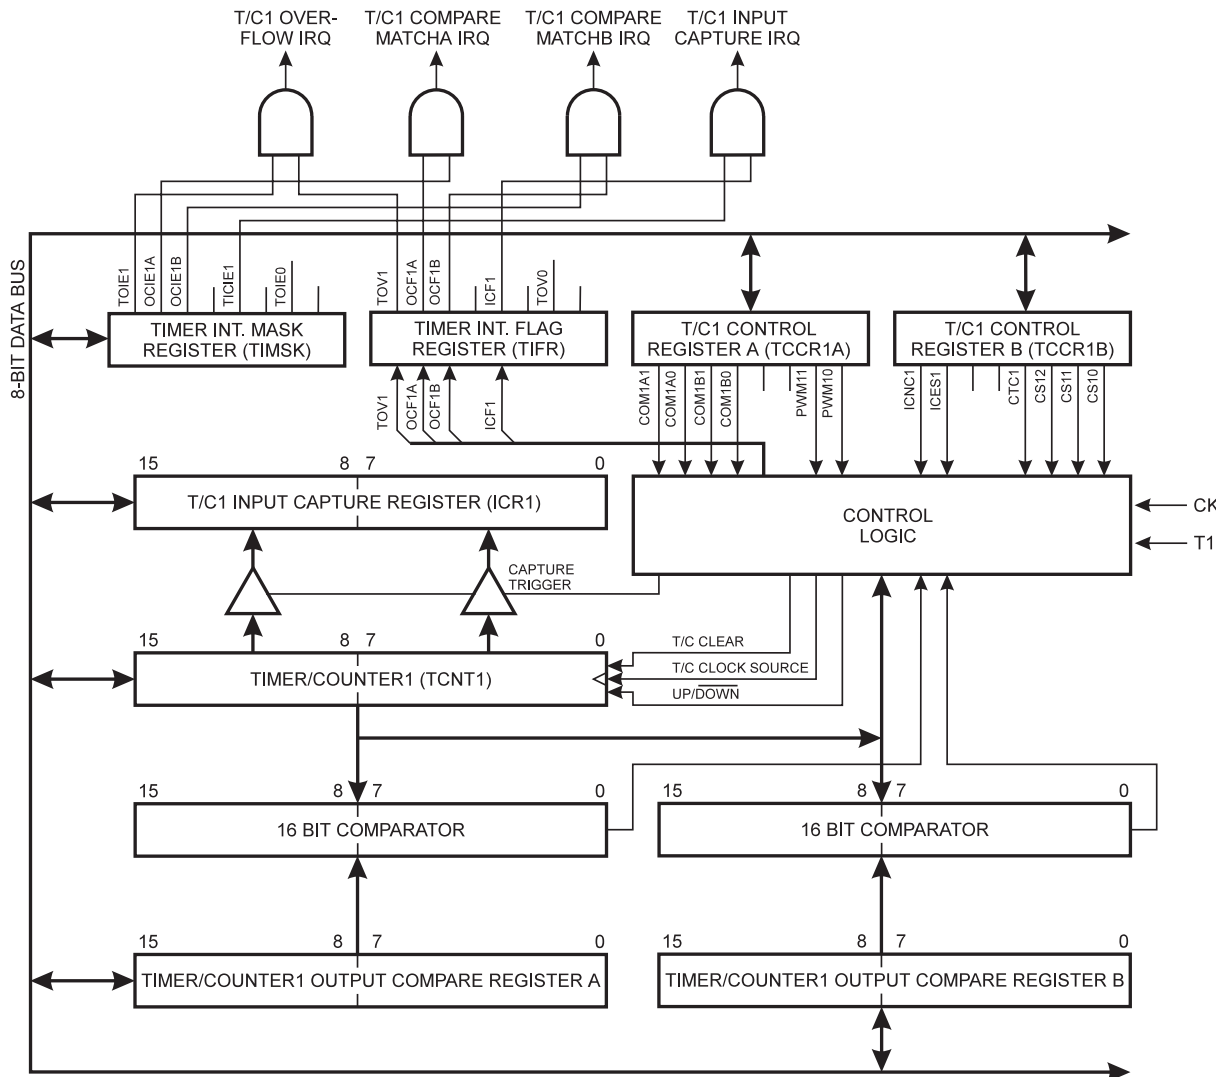 T/C1 OVER-
FLOW IRQ
T/C1 COMPARE
MATCHA IRQ
T/C1 COMPARE
MATCHB IRQ
T/C1 INPUT
CAPTURE IRQ
8-BIT DATA BUS
TOIE1
OCIE1A
OCIE1B
TICIE1
TOIE0
TOV1
OCF1A
OCF1B
ICF1
TOV0
TIMER INT. MASK
REGISTER (TIMSK)
TIMER INT. FLAG
REGISTER (TIFR)
T/C1 CONTROL
REGISTER A (TCCR1A)
T/C1 CONTROL
REGISTER B (TCCR1B)
TOV1
OCF1A
OCF1B
ICF1
COM1A1
COM1A0
COM1B1
COM1B0
PWM11
PWM10
ICNC1
ICES1
CTC1
CS12
CS11
CS10
15 8 7 0
T/C1 INPUT CAPTURE REGISTER (ICR1)
CONTROL
LOGIC
CK
T1
CAPTURE
TRIGGER
15 8 7 0
TIMER/COUNTER1 (TCNT1)
T/C CLEAR
T/C CLOCK SOURCE
UP/DOWN
15 8 7 0
16 BIT COMPARATOR
15 8 7 0
16 BIT COMPARATOR
15 8 7 0
TIMER/COUNTER1 OUTPUT COMPARE REGISTER A
15 8 7 0
TIMER/COUNTER1 OUTPUT COMPARE REGISTER B